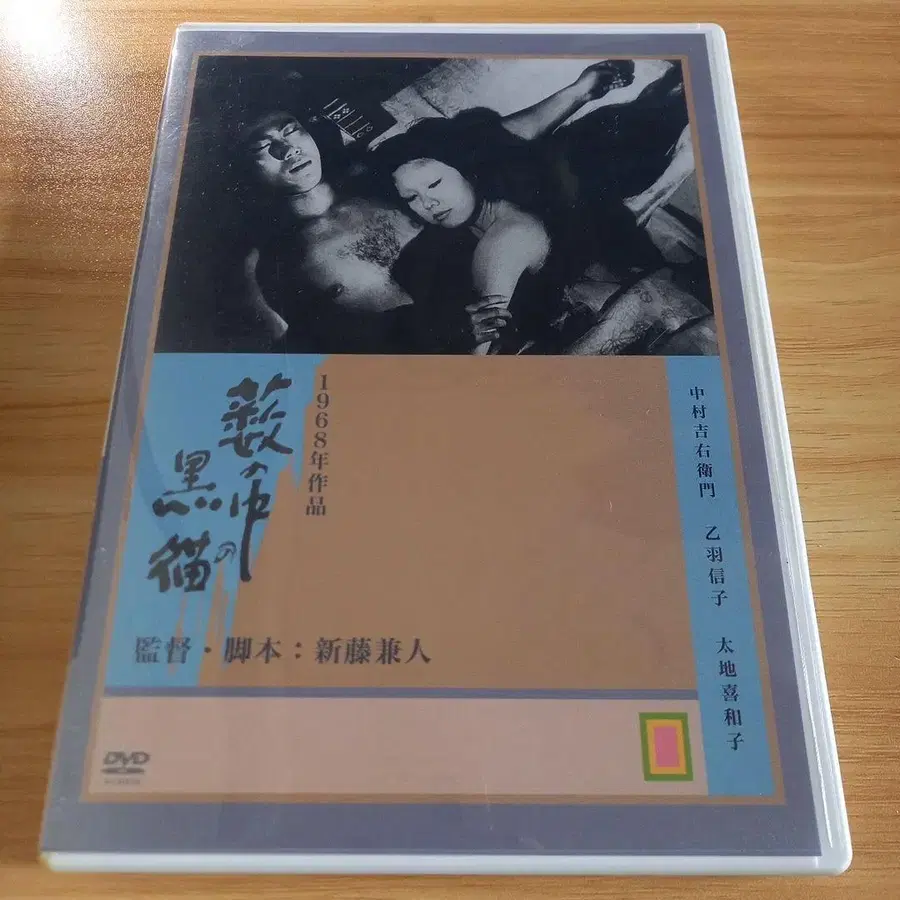 1968年作品
藪の中の
黒猫
監督・脚本：新藤兼人
中村吉右衛門 乙羽信子 太地喜和子
DVD